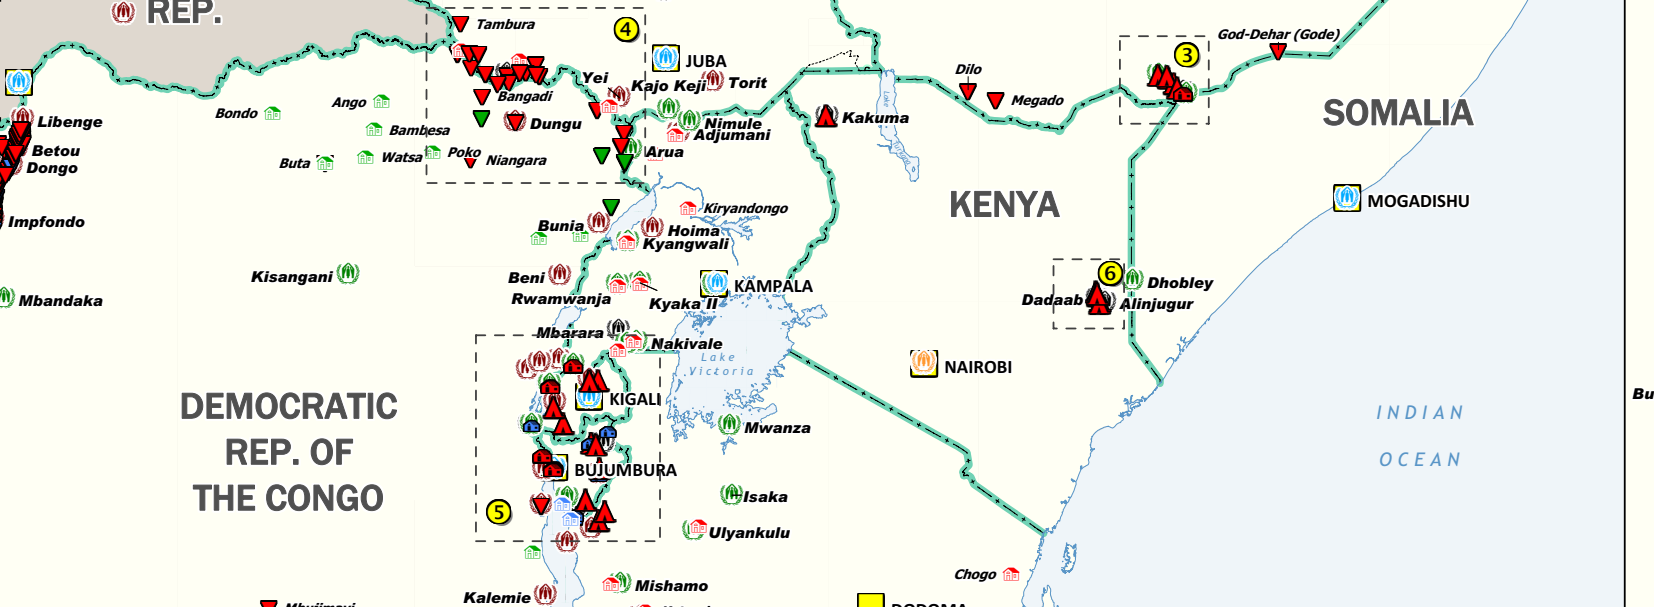 REP.
Tambura
4
JUBA
God-Dehar (Gode)
3
Yei
Kajo Keji
Torit
Dilo
Bangadi
Megado
Ango
Bondo
SOMALIA
Libenge
Kakuma
Lake
Dungu
Nimule
Bambesa
Adjumani
Betou
Poko
Arua
Watsa
Niangara
Buta
Dongo
Turkana
MOGADISHU
KENYA
Kiryandongo
Impfondo
Bunia
Hoima
Kyangwali
6
Kisangani
Beni
Dhobley
KAMPALA
Mbandaka
Rwamwanja
Kyaka II
Dadaab
Alinjugur
Mbarara
Nakivale
Lake
Victoria
NAIROBI
Bu
KIGALI
DEMOCRATIC
REP. OF
THE CONGO
INDIAN
OCEAN
Mwanza
BUJUMBURA
Isaka
5
Ulyankulu
Chogo
Mishamo
Kalemie